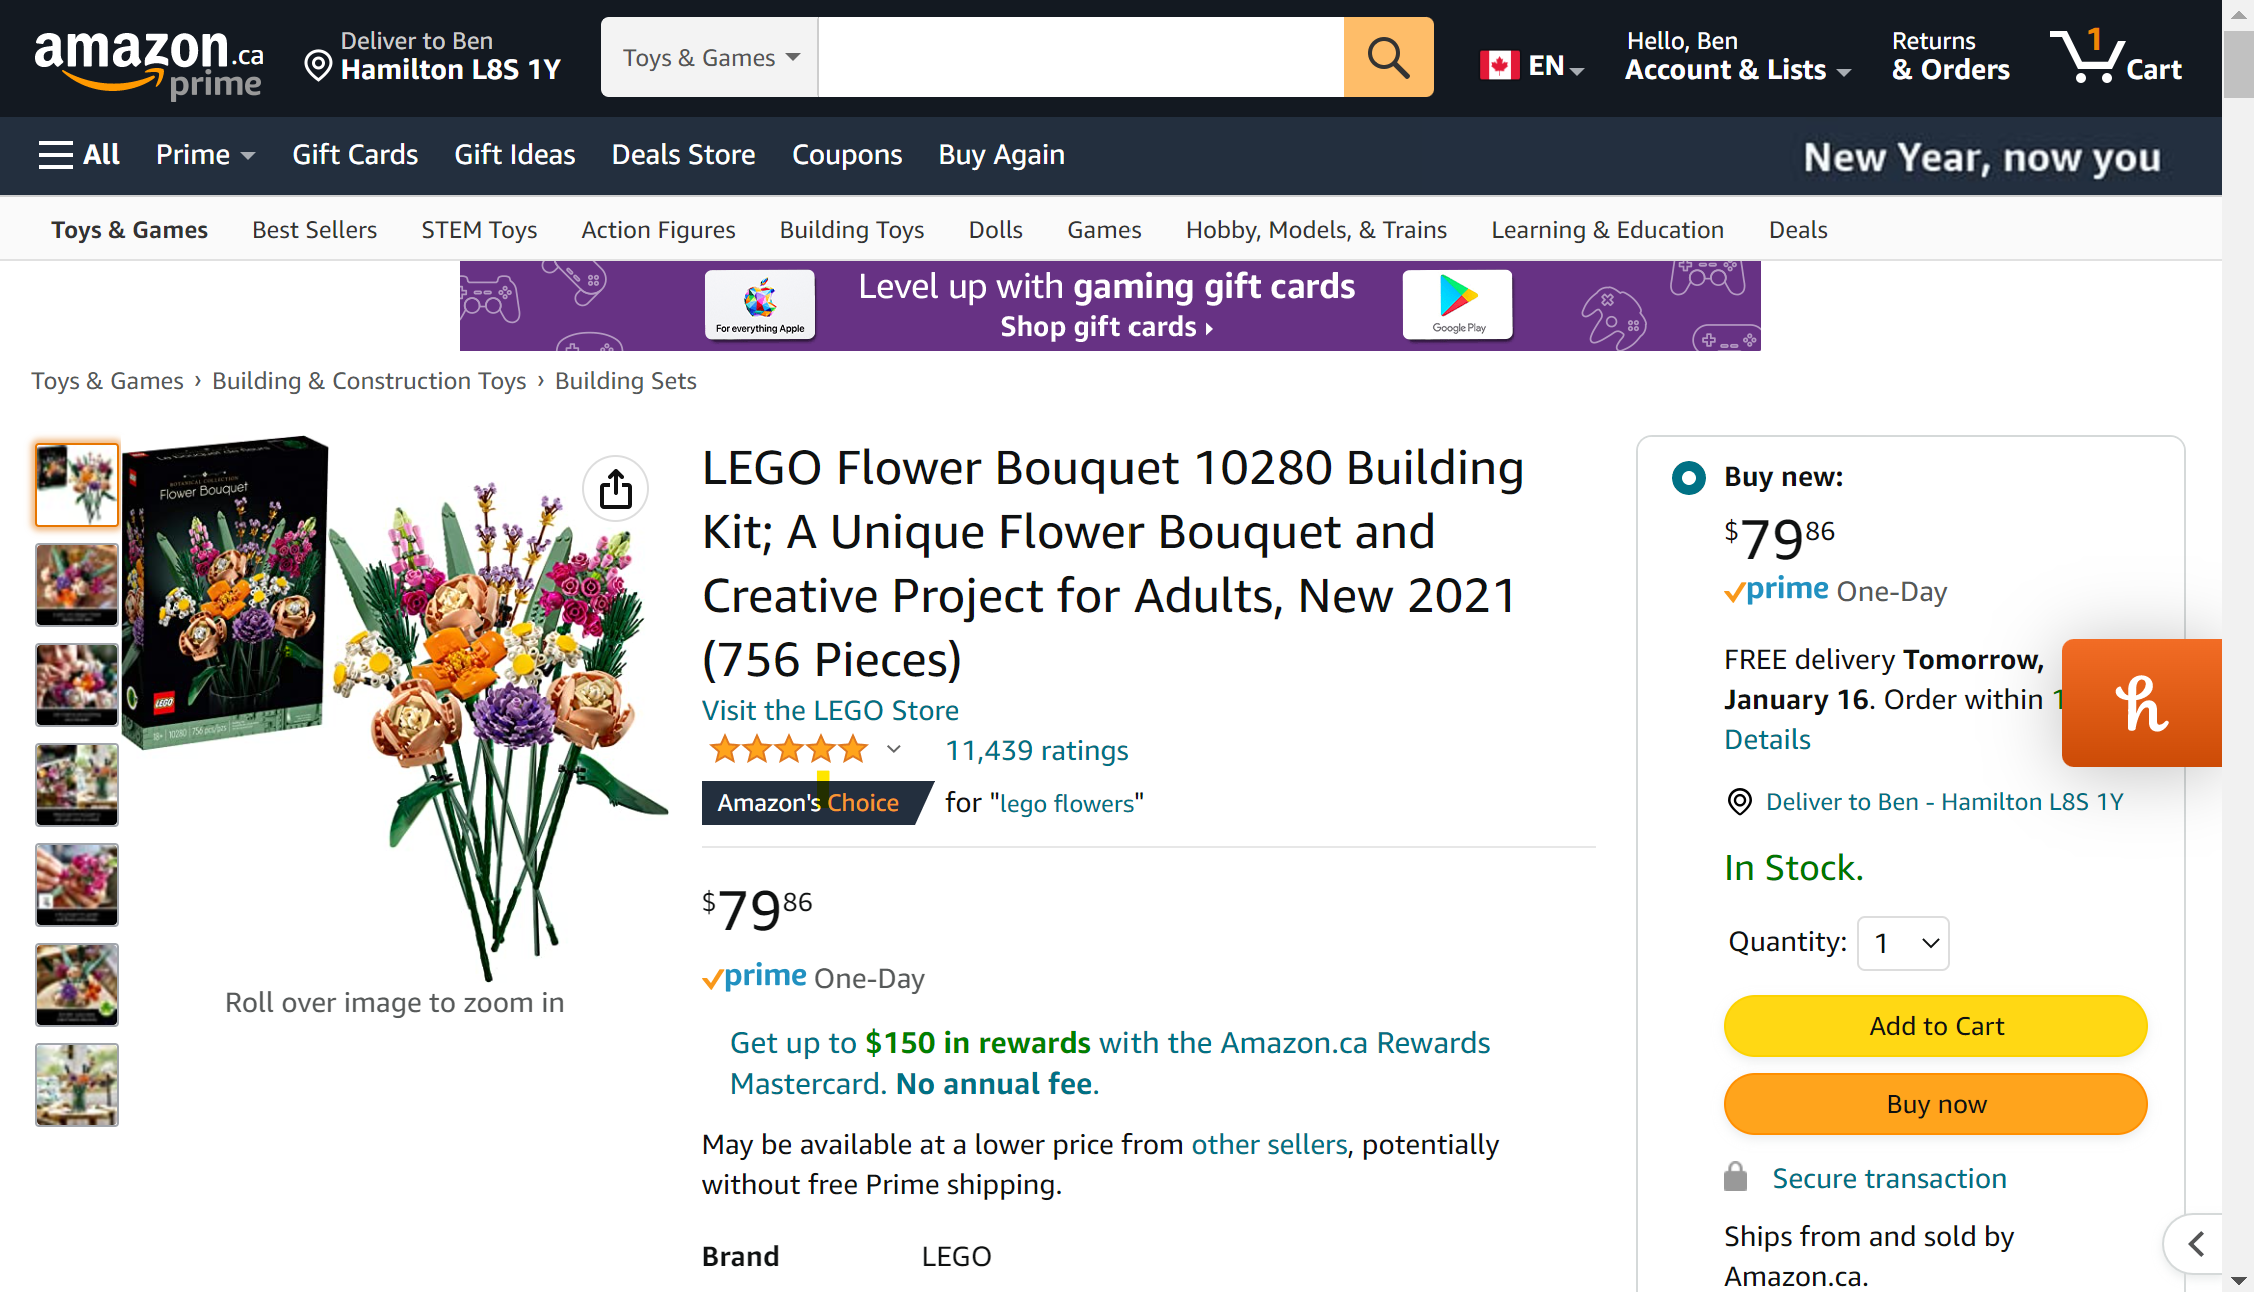 amazon.ca
prime
Deliver to Ben
Hamilton L8S 1Y
Toys & Games
EN
Hello, Ben
Account & Lists
Returns
& Orders
1
Cart
All
Prime
Gift Cards
Gift Ideas
Deals Store
Coupons
Buy Again
New Year, now you
Toys & Games
Best Sellers
STEM Toys
Action Figures
Building Toys
Dolls
Games
Hobby, Models, & Trains
Learning & Education
Deals
For everything Apple
Level up with gaming gift cards
Shop gift cards
Google Play
Toys & Games › Building & Construction Toys › Building Sets
BOTANICAL COLLECTION
Flower Bouquet
LEGO
18+ 10280 756 pcs/pzs
Roll over image to zoom in
LEGO Flower Bouquet 10280 Building
Kit; A Unique Flower Bouquet and
Creative Project for Adults, New 2021
(756 Pieces)
Visit the LEGO Store
11,439 ratings
Amazon's Choice for "lego flowers"
$79 86
prime One-Day
Get up to $150 in rewards with the Amazon.ca Rewards
Mastercard. No annual fee.
May be available at a lower price from other sellers, potentially
without free Prime shipping.
Brand LEGO
Buy new:
$79 86
prime One-Day
FREE delivery Tomorrow,
January 16. Order within 1
Details
h
Deliver to Ben - Hamilton L8S 1Y
In Stock.
Quantity: 1
Add to Cart
Buy now
Secure transaction
Ships from and sold by
Amazon.ca.